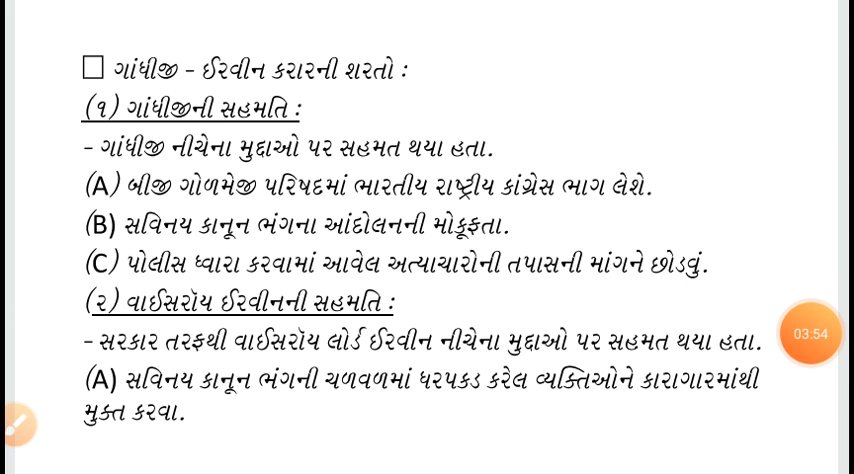 □ ગાંધીજી - ઈરવીન કરારની શરતો :
(૧) ગાંધીજીની સહમતિ :
- ગાંધીજી નીચેના મુદ્દાઓ પર સહમત થયા હતા.
(A) બીજી ગોળમેજી પરિષદમાં ભારતીય રાષ્ટ્રીય કાંગ્રેસ ભાગ લેશે.
(B) સવિનય કાનૂન ભંગના આંદોલનની મોકૂફતા.
(C) પોલીસ ધ્વારા કરવામાં આવેલ અત્યાચારોની તપાસની માંગને છોડવું.
(૨) વાઈસરૉય ઈરવીનની સહમતિ :
- સરકાર તરફથી વાઈસરૉય લોર્ડ ઈરવીન નીચેના મુદ્દાઓ પર સહમત થયા હતા.
03:54
(A) સવિનય કાનૂન ભંગની ચળવળમાં ધરપકડ કરેલ વ્યક્તિઓને કારાગારમાંથી
મુક્ત કરવા.